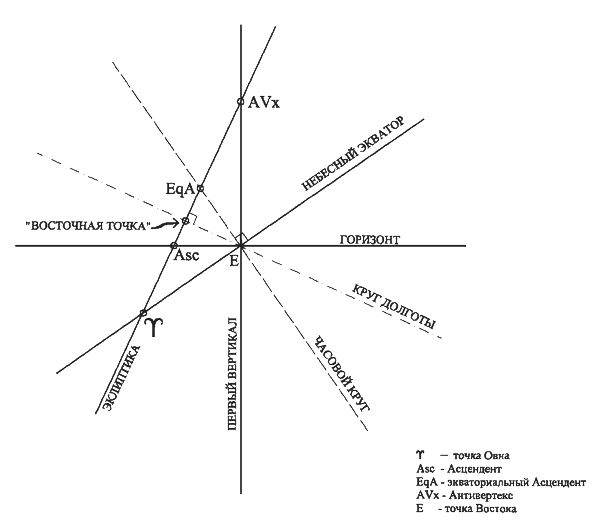 AVx
НЕБЕСНЫЙ ЭКВАТОР
EqA
"ВОСТОЧНАЯ ТОЧКА"
ГОРИЗОНТ
Asc
E
КРУГ ДОЛГОТЫ
♈
ЭКЛИПТИКА
ПЕРВЫЙ ВЕРТИКАЛ
ЧАСОВОЙ КРУГ
♈ – точка Овна
Asc - Асцендент
EqA - экваториальный Асцендент
AVx - Антивертекс
E - точка Востока